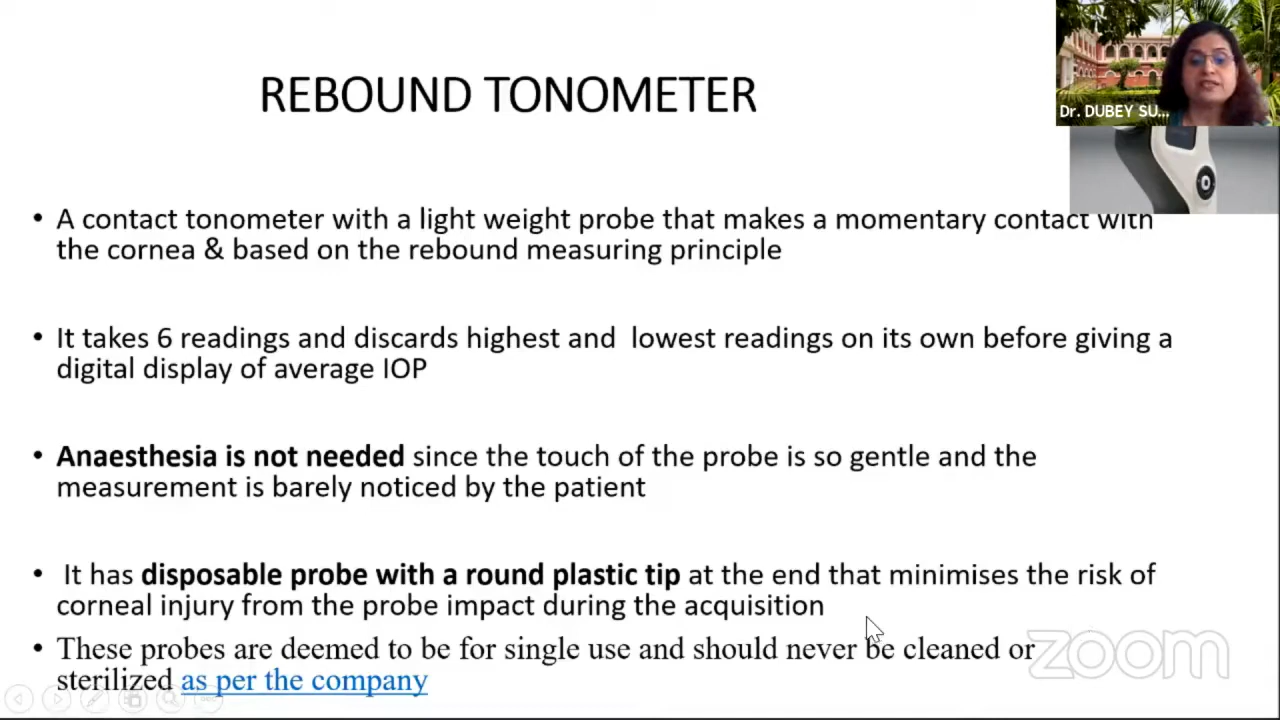 REBOUND TONOMETER
Dr. DUBEY SU...
• A contact tonometer with a light weight probe that makes a momentary contact with
the cornea & based on the rebound measuring principle
• It takes 6 readings and discards highest and lowest readings on its own before giving a
digital display of average IOP
• Anaesthesia is not needed since the touch of the probe is so gentle and the
measurement is barely noticed by the patient
• It has disposable probe with a round plastic tip at the end that minimises the risk of
corneal injury from the probe impact during the acquisition
• These probes are deemed to be for single use and should never be cleaned or
sterilized as per the company
zoom